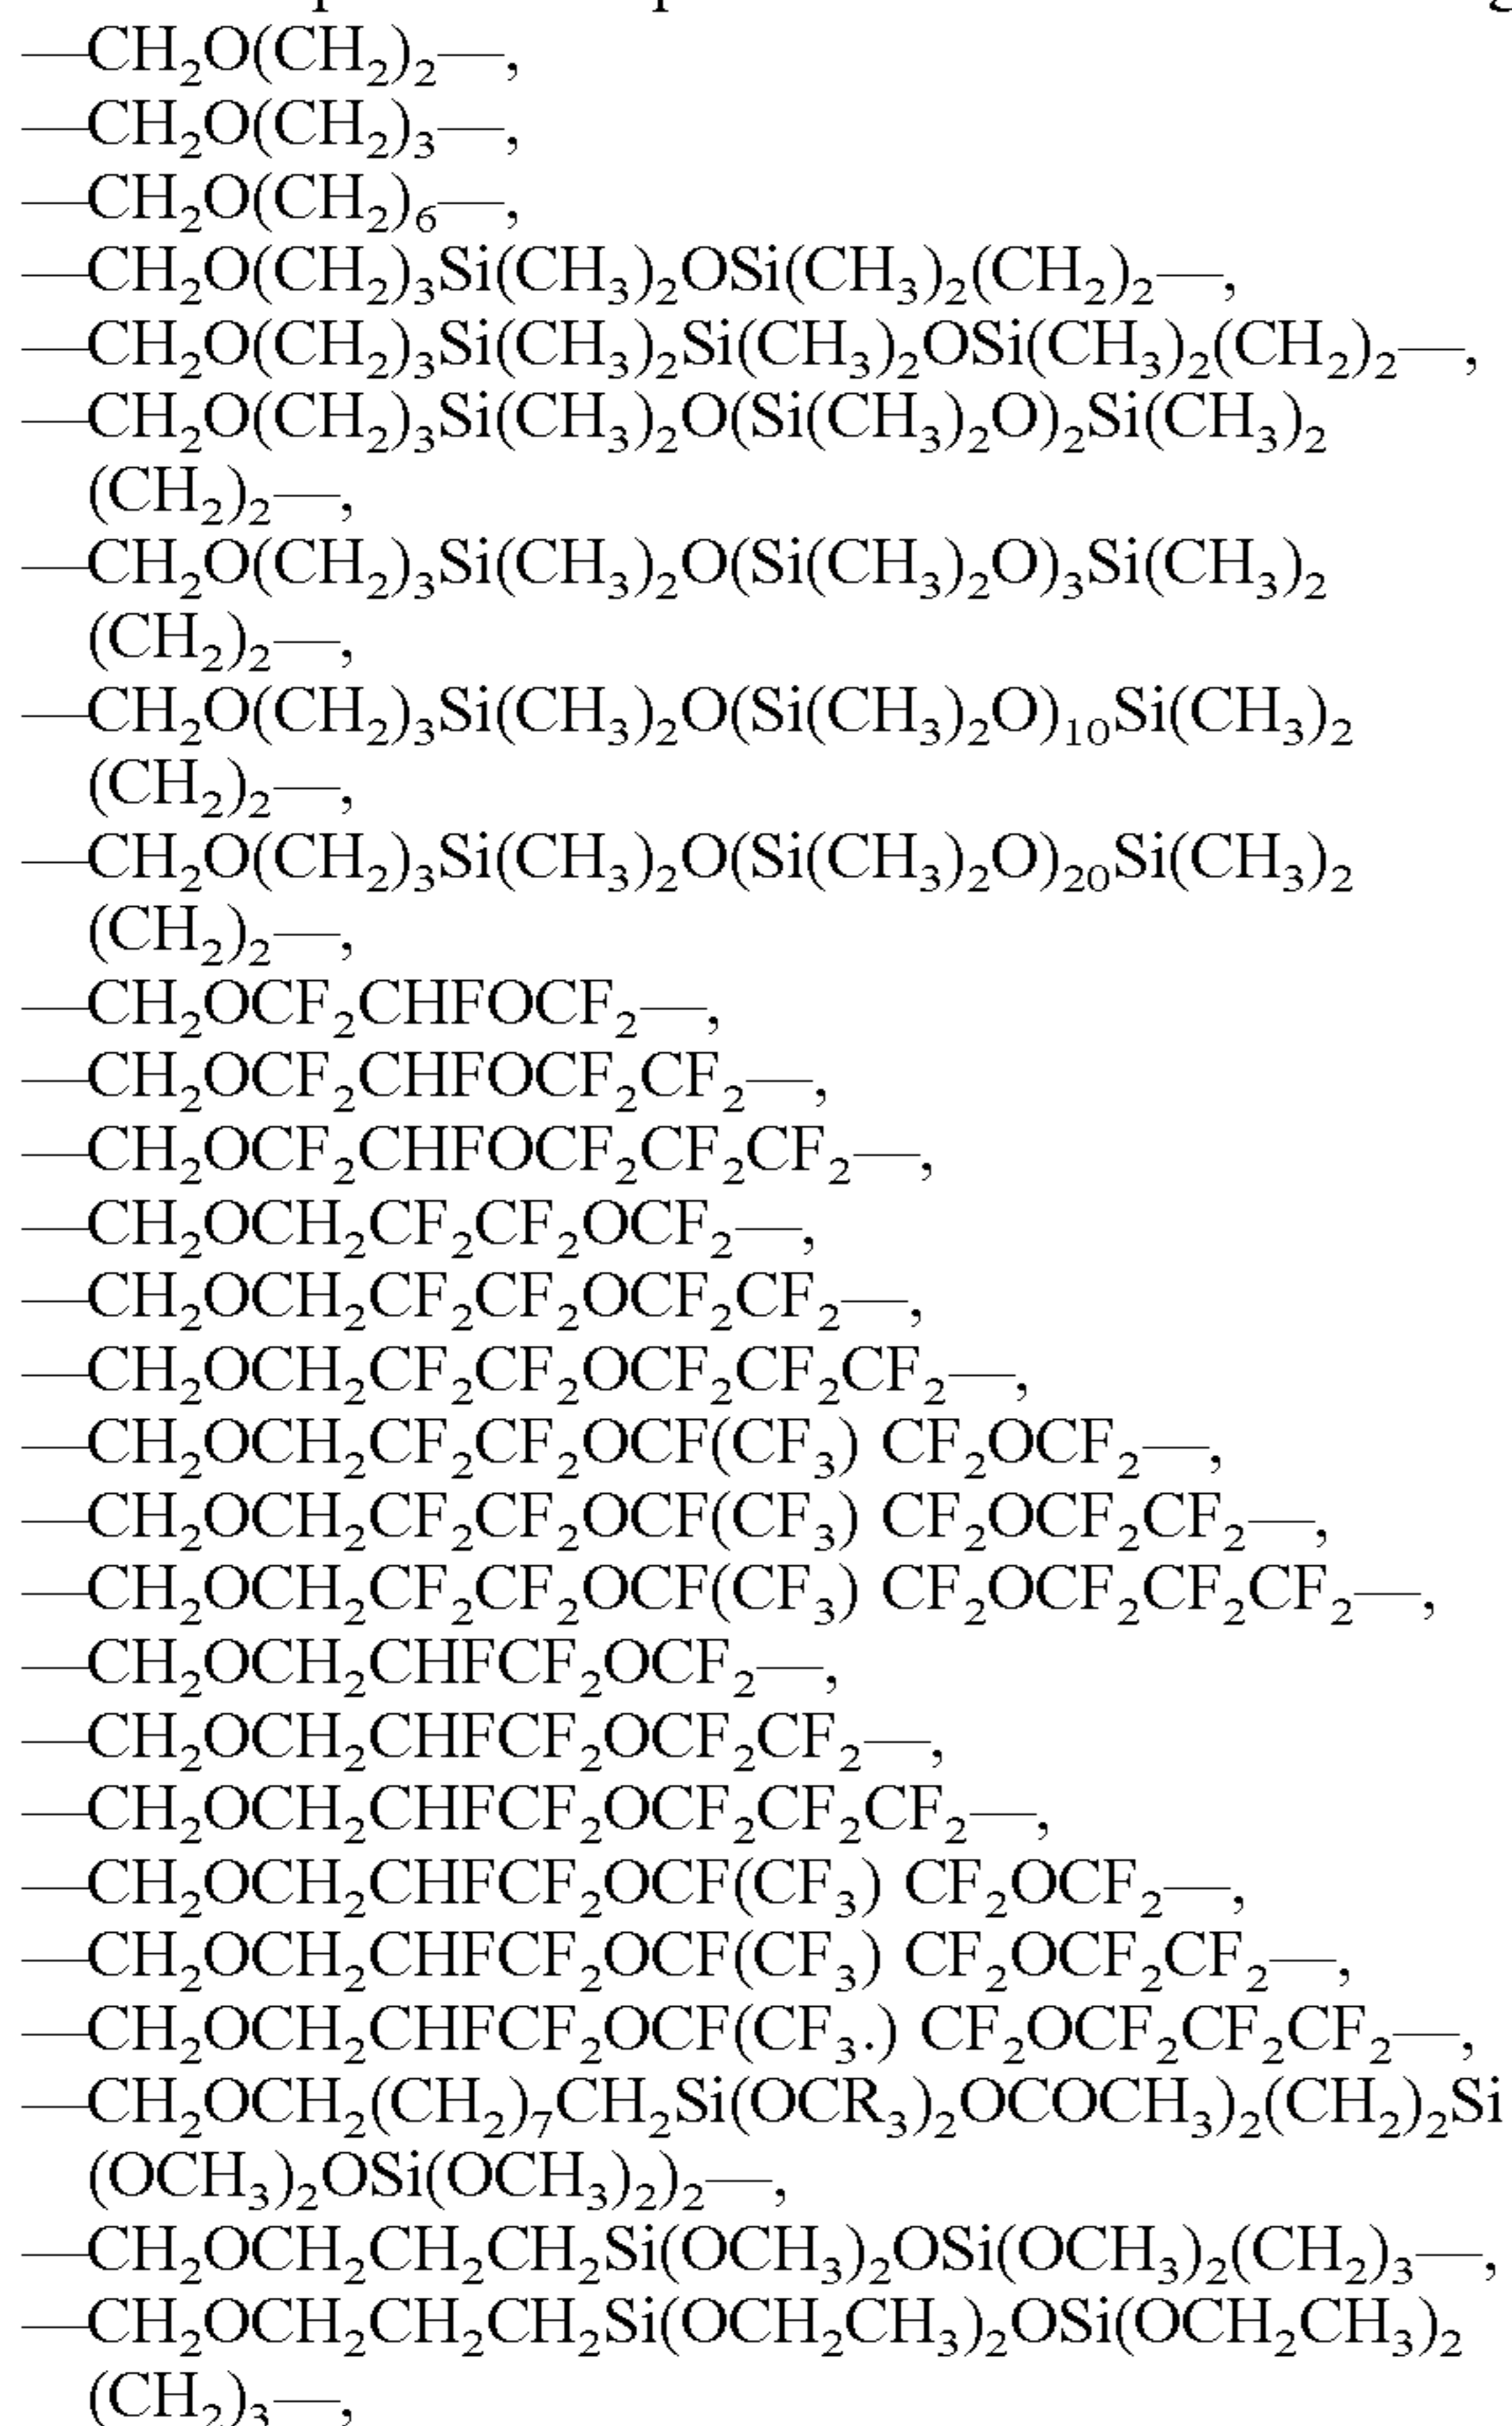 —CH₂O(CH₂)₂—,
—CH₂O(CH₂)₃—,
—CH₂O(CH₂)₆—,
—CH₂O(CH₂)₃Si(CH₃)₂OSi(CH₃)₂(CH₂)₂—,
—CH₂O(CH₂)₃Si(CH₃)₂Si(CH₃)₂OSi(CH₃)₂(CH₂)₂—,
—CH₂O(CH₂)₃Si(CH₃)₂O(Si(CH₃)₂O)₂Si(CH₃)₂
(CH₂)₂—,
—CH₂O(CH₂)₃Si(CH₃)₂O(Si(CH₃)₂O)₃Si(CH₃)₂
(CH₂)₂—,
—CH₂O(CH₂)₃Si(CH₃)₂O(Si(CH₃)₂O)₁₀Si(CH₃)₂
(CH₂)₂—,
—CH₂O(CH₂)₃Si(CH₃)₂O(Si(CH₃)₂O)₂₀Si(CH₃)₂
(CH₂)₂—,
—CH₂OCF₂CHFOCF₂—,
—CH₂OCF₂CHFOCF₂CF₂—,
—CH₂OCF₂CHFOCF₂CF₂CF₂—,
—CH₂OCH₂CF₂CF₂OCF₂—,
—CH₂OCH₂CF₂CF₂OCF₂CF₂—,
—CH₂OCH₂CF₂CF₂OCF₂CF₂CF₂—,
—CH₂OCH₂CF₂CF₂OCF(CF₃) CF₂OCF₂—,
—CH₂OCH₂CF₂CF₂OCF(CF₃) CF₂OCF₂CF₂—,
—CH₂OCH₂CF₂CF₂OCF(CF₃) CF₂OCF₂CF₂CF₂—,
—CH₂OCH₂CHFCF₂OCF₂—,
—CH₂OCH₂CHFCF₂OCF₂CF₂—,
—CH₂OCH₂CHFCF₂OCF₂CF₂CF₂—,
—CH₂OCH₂CHFCF₂OCF(CF₃) CF₂OCF₂—,
—CH₂OCH₂CHFCF₂OCF(CF₃) CF₂OCF₂CF₂—,
—CH₂OCH₂CHFCF₂OCF(CF₃.) CF₂OCF₂CF₂CF₂—,
—CH₂OCH₂(CH₂)₇CH₂Si(OCR₃)₂OCOCH₃)₂(CH₂)₂Si
(OCH₃)₂OSi(OCH₃)₂)₂—,
—CH₂OCH₂CH₂CH₂Si(OCH₃)₂OSi(OCH₃)₂(CH₂)₃—,
—CH₂OCH₂CH₂CH₂Si(OCH₂CH₃)₂OSi(OCH₂CH₃)₂
(CH₂)₃—,